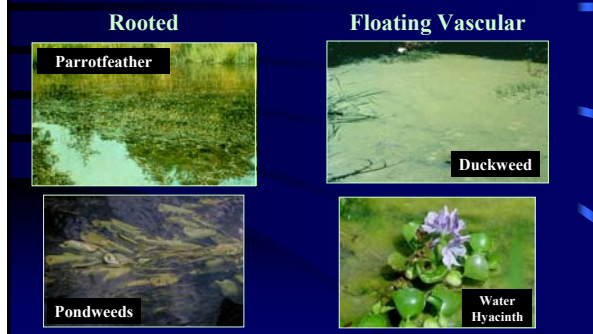 Rooted
Floating Vascular
Parrotfeather
Duckweed
Pondweeds
Water
Hyacinth